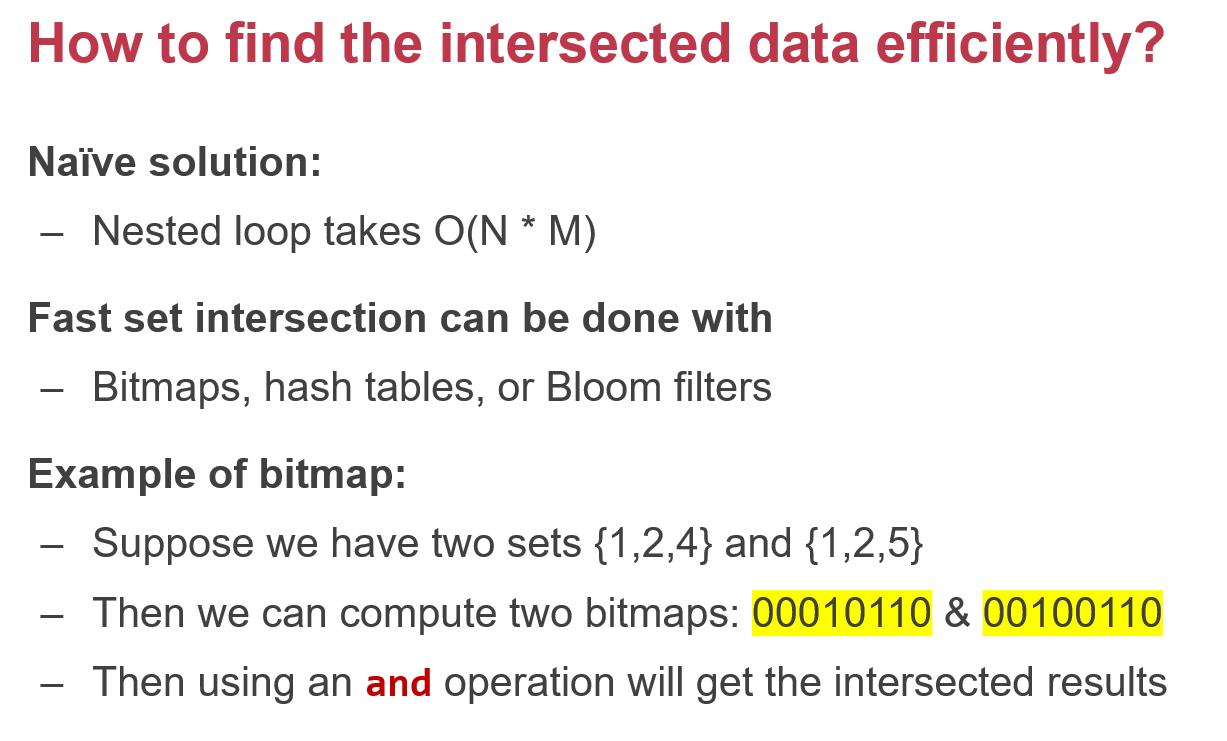 How to find the intersected data efficiently?
Naïve solution:
– Nested loop takes O(N * M)
Fast set intersection can be done with
– Bitmaps, hash tables, or Bloom filters
Example of bitmap:
– Suppose we have two sets {1,2,4} and {1,2,5}
– Then we can compute two bitmaps: 00010110 & 00100110
– Then using an and operation will get the intersected results